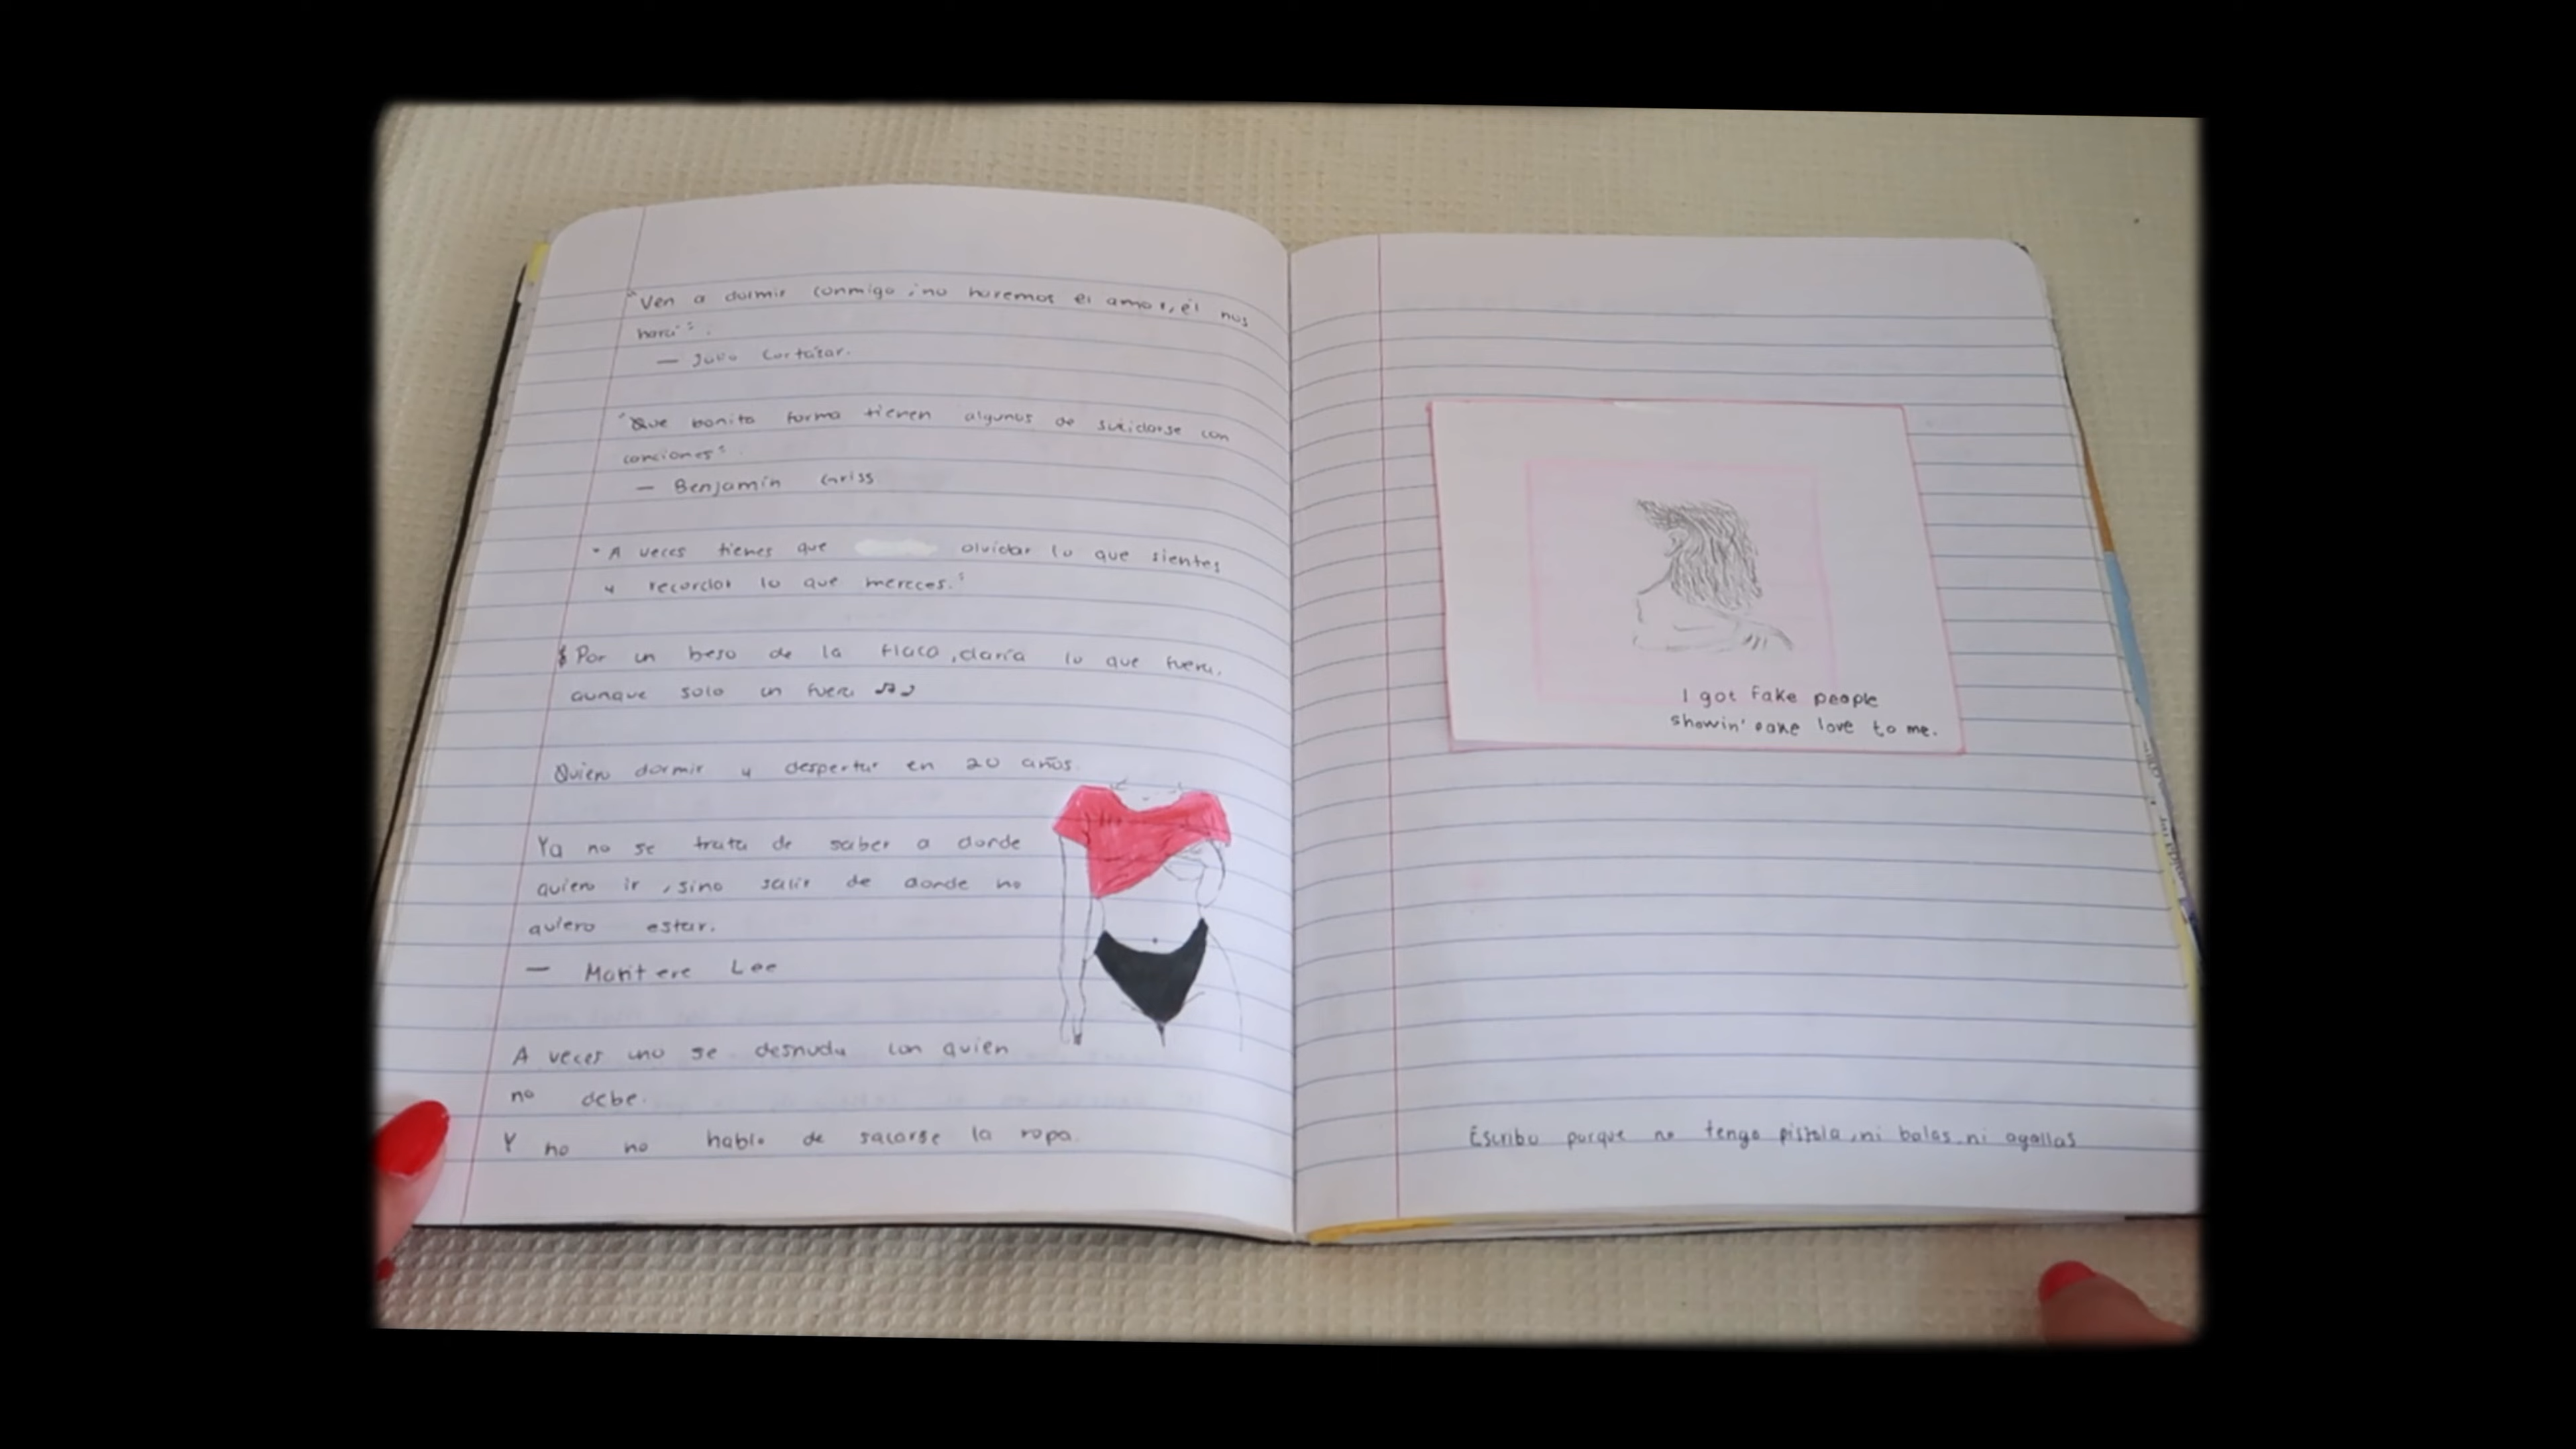 "Ven a dormir conmigo ; no haremos el amor, él nos
hará".
— Julio Cortázar.
"Que bonita forma tienen algunos de suicidarse con
canciones".
— Benjamín Griss
"A veces tienes que olvidar lo que sientes
y recordar lo que mereces."
Por un beso de la flaca, daría lo que fuera,
aunque solo un fuera ♫♪
Quiero dormir y despertar en 20 años.
Ya no se trata de saber a donde
quiero ir, sino salir de donde no
quiero estar.
— Maritere Lee
A veces uno se desnuda con quien
no debe.
Y no no hablo de sacarse la ropa.
I got fake people
showin' fake love to me.
Escribo porque no tengo pistola, ni balas, ni agallas